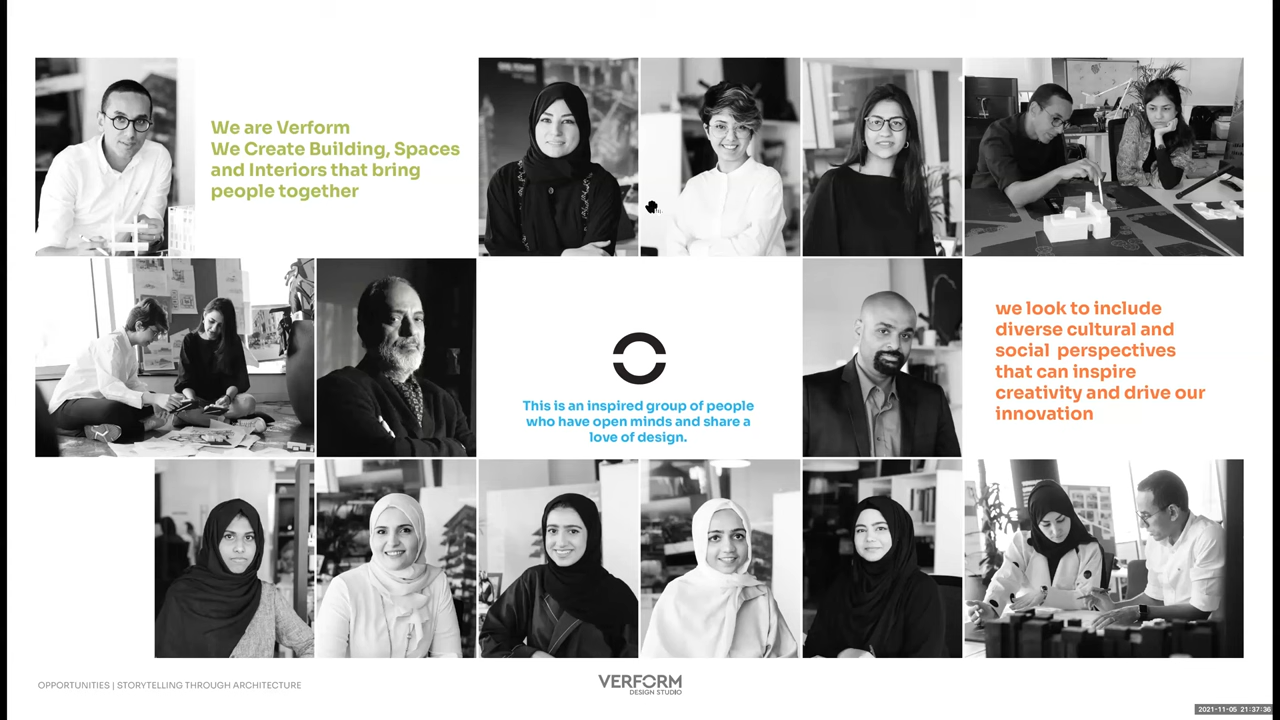 We are Verform
We Create Building, Spaces
and Interiors that bring
people together
we look to include
diverse cultural and
social perspectives
that can inspire
creativity and drive our
innovation
This is an inspired group of people
who have open minds and share a
love of design.
OPPORTUNITIES | STORYTELLING THROUGH ARCHITECTURE
VERFORM
DESIGN STUDIO
2021-11-05 21:37:36